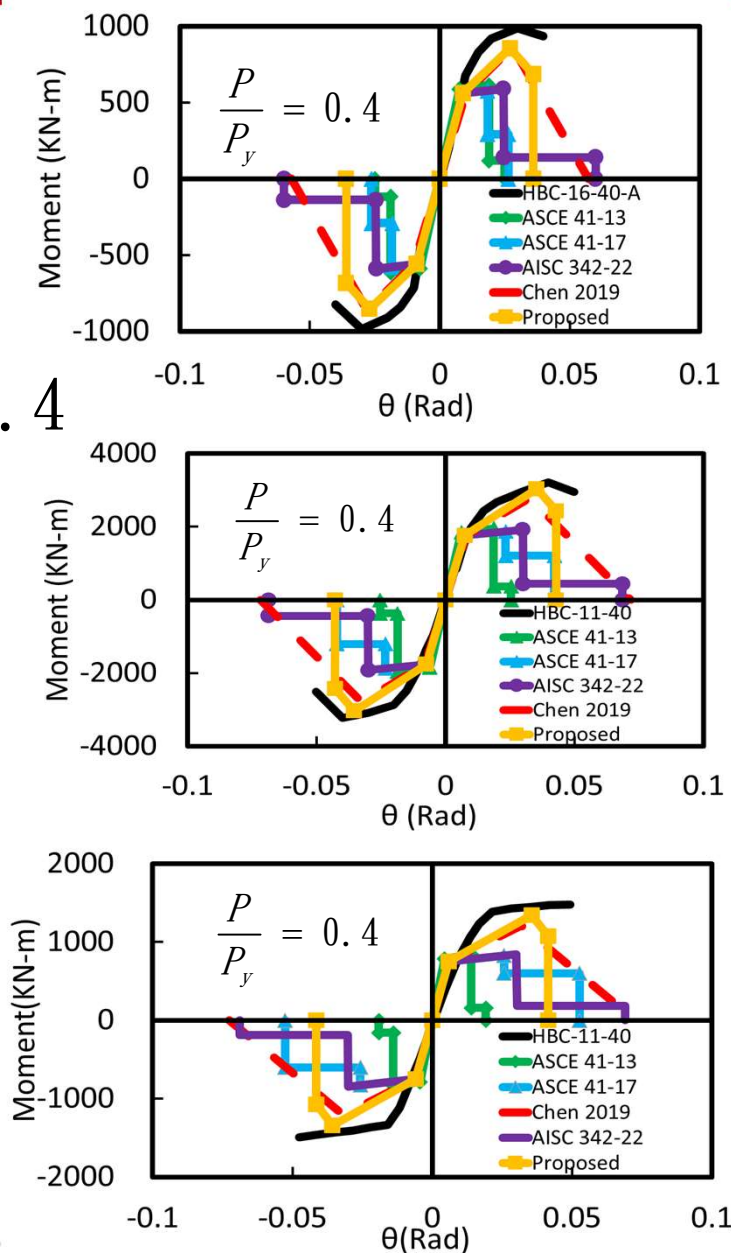 1000
500
0
-500
-1000
Moment (KN-m)
P/P_y = 0.4
HBC-16-40-A
ASCE 41-13
ASCE 41-17
AISC 342-22
Chen 2019
Proposed
-0.1 -0.05 0 0.05 0.1
θ (Rad)
. 4
4000
2000
0
-2000
-4000
Moment (KN-m)
P/P_y = 0.4
HBC-11-40
ASCE 41-13
ASCE 41-17
AISC 342-22
Chen 2019
Proposed
-0.1 -0.05 0 0.05 0.1
θ (Rad)
2000
1000
0
-1000
-2000
Moment(KN-m)
P/P_y = 0.4
HBC-11-40
ASCE 41-13
ASCE 41-17
Chen 2019
AISC 342-22
Proposed
-0.1 -0.05 0 0.05 0.1
θ(Rad)